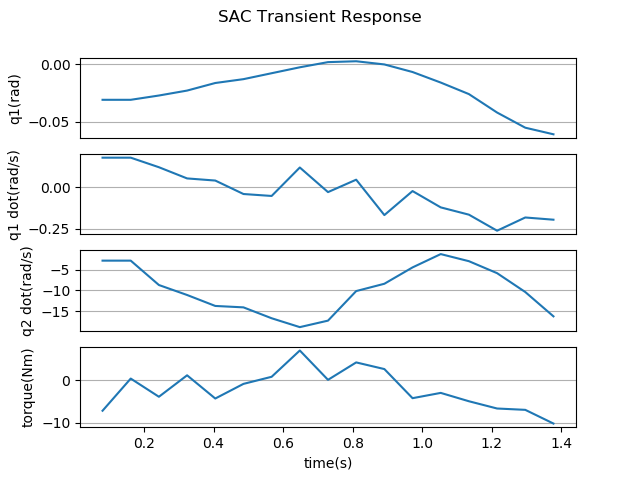 SAC Transient Response
q1(rad)
0.00
−0.05
q1 dot(rad/s)
0.00
−0.25
q2 dot(rad/s)
−5
−10
−15
torque(Nm)
0
−10
0.2 0.4 0.6 0.8 1.0 1.2 1.4
time(s)